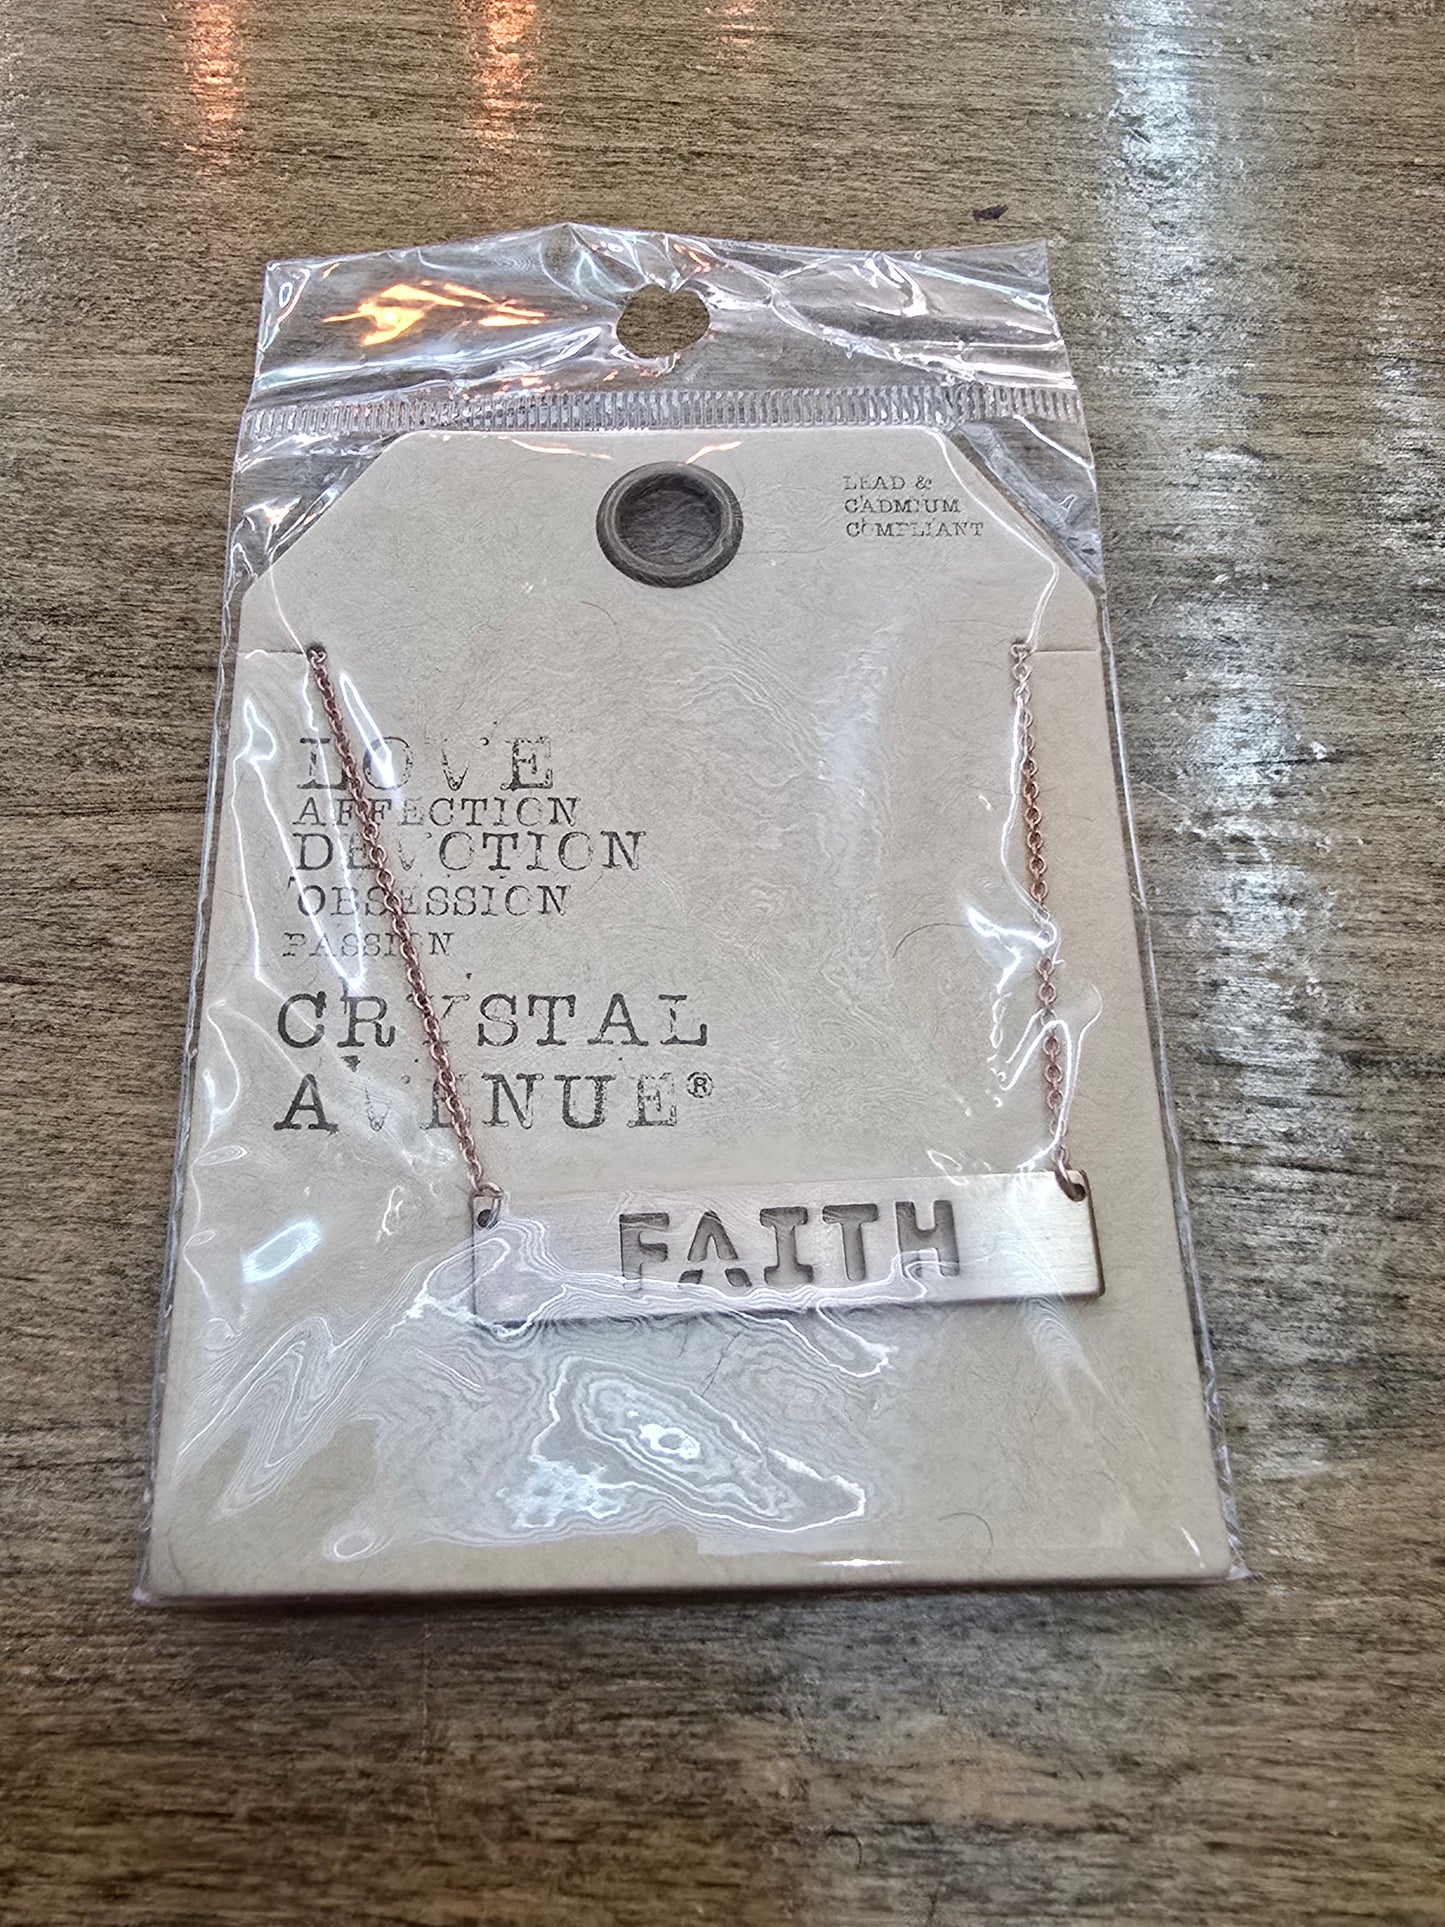 LEAD &
CADMIUM
COMPLIANT
LOVE
AFFECTION
DEVOTION
OBSESSION
PASSION
CRYSTAL
AVENUE®
FAITH